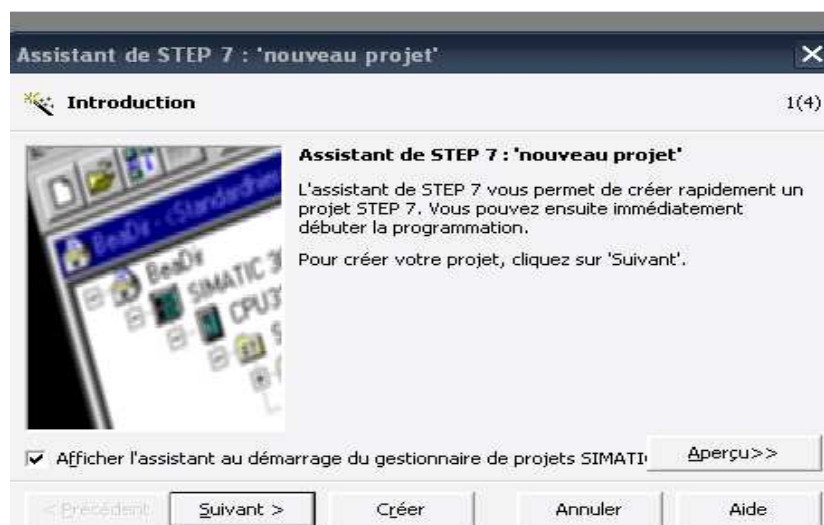 Assistant de STEP 7 : 'nouveau projet'
Introduction
1(4)
BeaDir - (Standardhier
BeaDir
SIMATIC 3
CPU3
S
Assistant de STEP 7 : 'nouveau projet'
L'assistant de STEP 7 vous permet de créer rapidement un
projet STEP 7. Vous pouvez ensuite immédiatement
débuter la programmation.
Pour créer votre projet, cliquez sur 'Suivant'.
Afficher l'assistant au démarrage du gestionnaire de projets SIMATI
Aperçu>>
< Précédent
Suivant >
Créer
Annuler
Aide